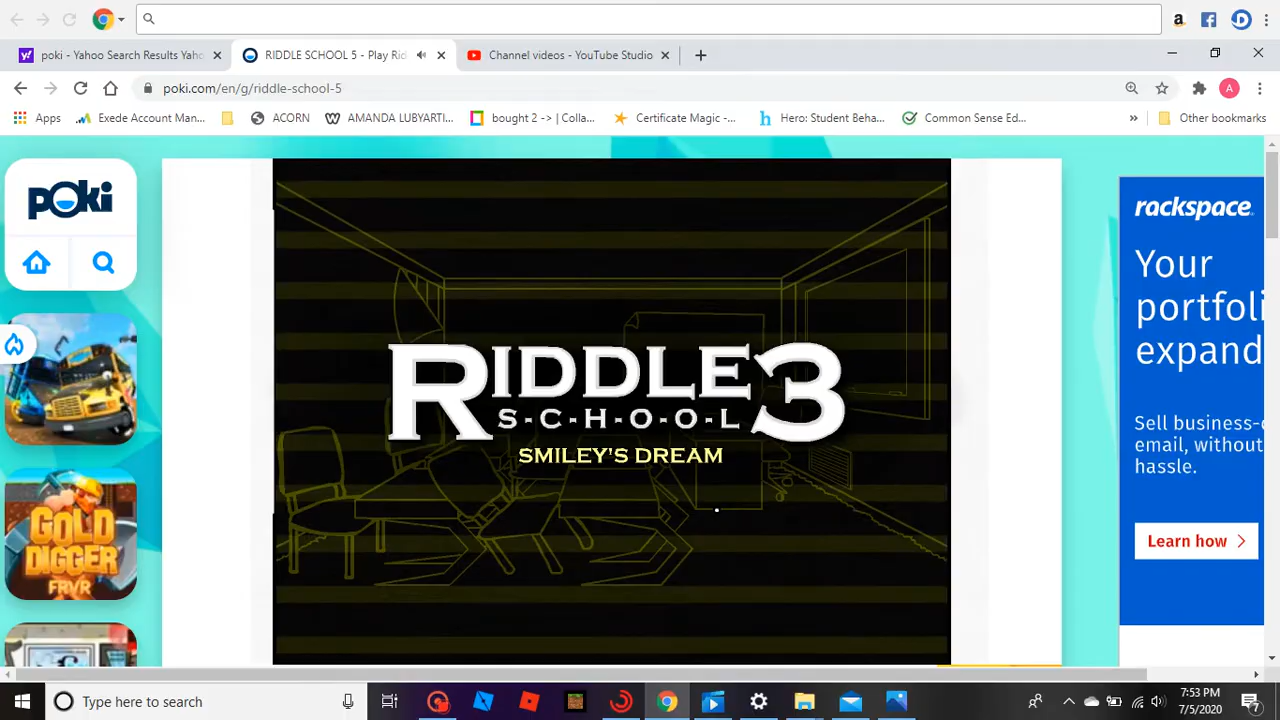 poki - Yahoo Search Results Yaho
RIDDLE SCHOOL 5 - Play Rid
Channel videos - YouTube Studio
poki.com/en/g/riddle-school-5
A
Apps
Exede Account Man...
ACORN
AMANDA LUBYARTI...
bought 2 -> | Colla...
Certificate Magic -...
Hero: Student Beha...
Common Sense Ed...
»
Other bookmarks
poki
RIDDLE 3
S·C·H·O·O·L
SMILEY'S DREAM
GOLD
DIGGER
FRVR
rackspace.
Your
portfoli
expand
Sell business-c
email, without
hassle.
Learn how
Type here to search
7:53 PM
7/5/2020
7